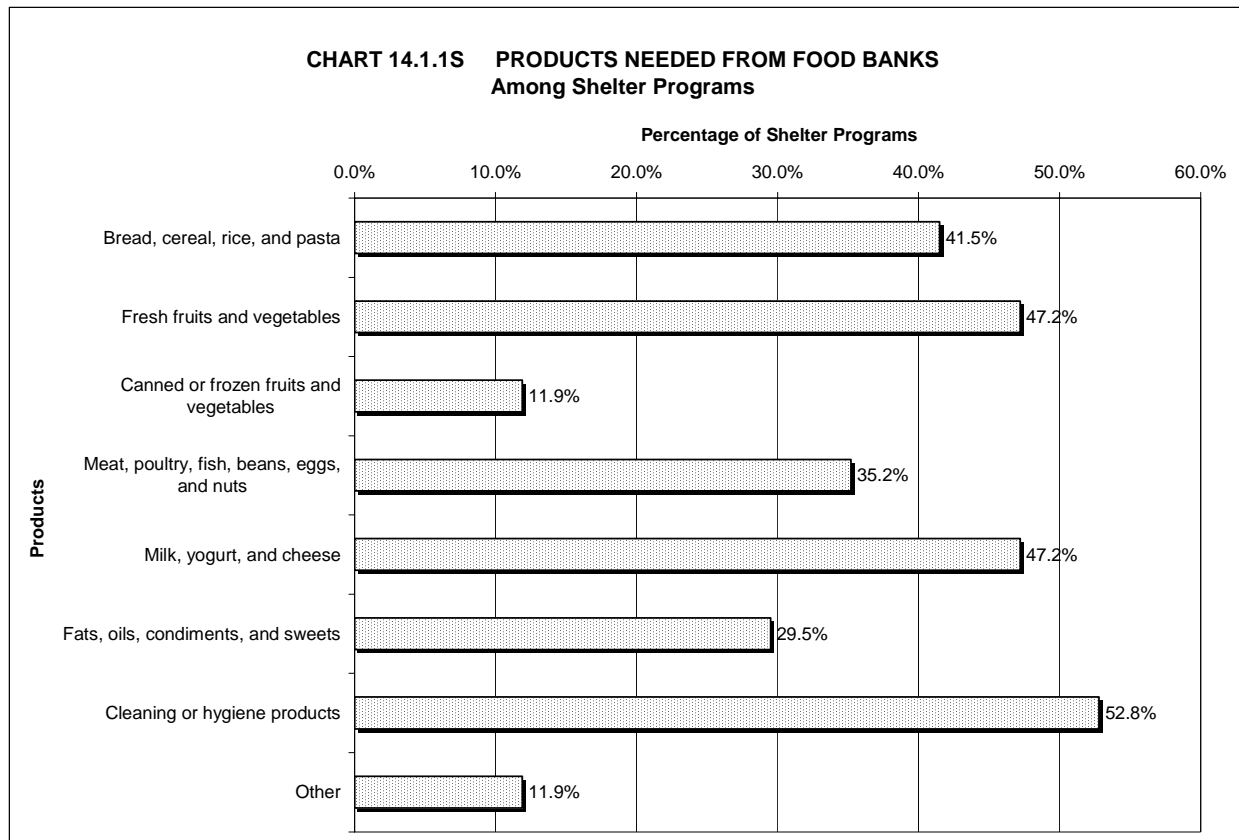 CHART 14.1.1S PRODUCTS NEEDED FROM FOOD BANKS
Among Shelter Programs
Percentage of Shelter Programs
0.0% 10.0% 20.0% 30.0% 40.0% 50.0% 60.0%
Products
Bread, cereal, rice, and pasta 41.5%
Fresh fruits and vegetables 47.2%
Canned or frozen fruits and
vegetables 11.9%
Meat, poultry, fish, beans, eggs,
and nuts 35.2%
Milk, yogurt, and cheese 47.2%
Fats, oils, condiments, and sweets 29.5%
Cleaning or hygiene products 52.8%
Other 11.9%